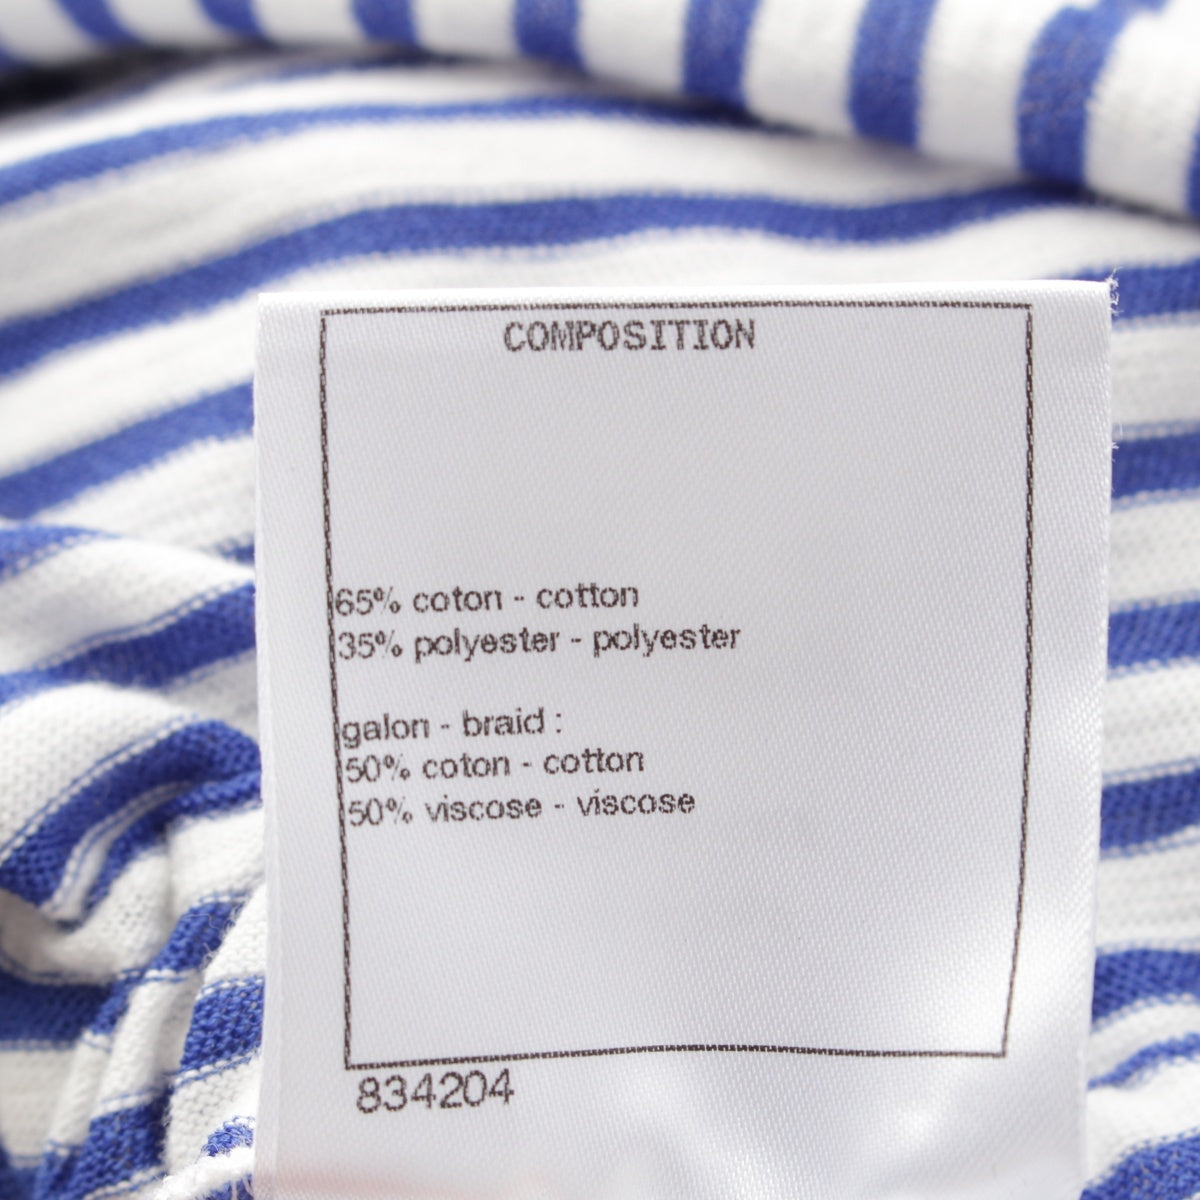 COMPOSITION
65% coton - cotton
35% polyester - polyester
galon - braid :
50% coton - cotton
50% viscose - viscose
834204